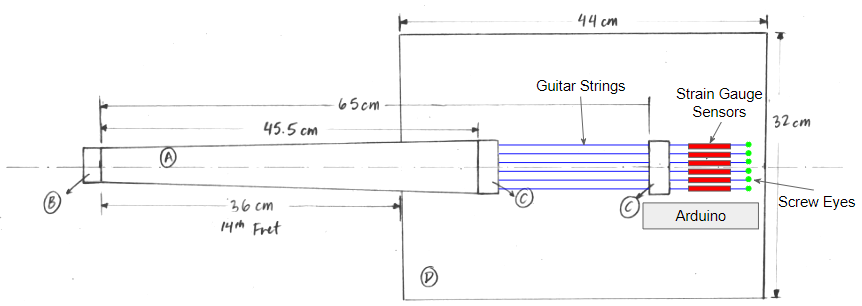 44 cm
65 cm
Guitar Strings
Strain Gauge
Sensors
45.5 cm
32 cm
A
B
C
C
36 cm
14th Fret
Screw Eyes
Arduino
D